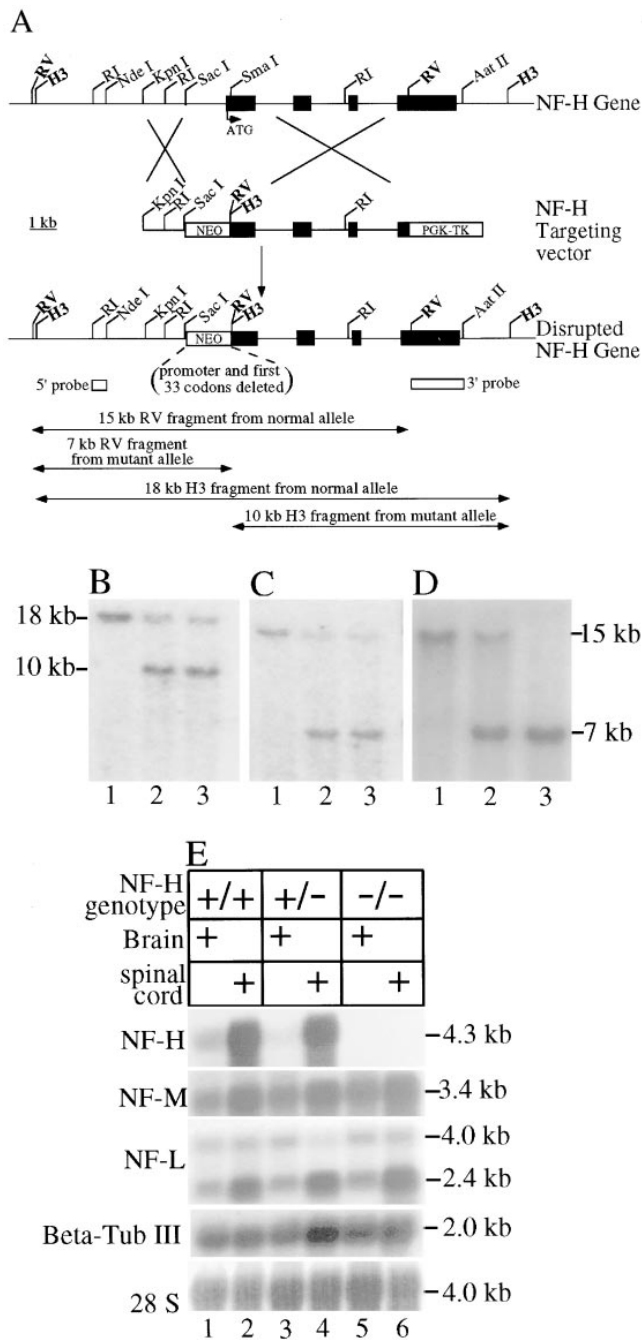 A
RV
H3
RI
Nde I
Kpn I
RI
Sac I
Sma I
RI
RV
Aat II
H3
NF-H Gene
ATG
Kpn I
RI
Sac I
RV
H3
RI
1 kb
NEO
PGK-TK
NF-H
Targeting
vector
RV
H3
RI
Nde I
Kpn I
RI
Sac I
RV
H3
RI
RV
Aat II
H3
NEO
Disrupted
NF-H Gene
(promoter and first
33 codons deleted)
5' probe
3' probe
15 kb RV fragment from normal allele
7 kb RV fragment
from mutant allele
18 kb H3 fragment from normal allele
10 kb H3 fragment from mutant allele
B
C
D
18 kb
10 kb
15 kb
7 kb
1 2 3
1 2 3
1 2 3
E
NF-H
genotype
+/+ +/- -/-
Brain + + +
spinal
cord
+ + +
NF-H 4.3 kb
NF-M 3.4 kb
4.0 kb
NF-L
2.4 kb
Beta-Tub III 2.0 kb
28 S 4.0 kb
1 2 3 4 5 6